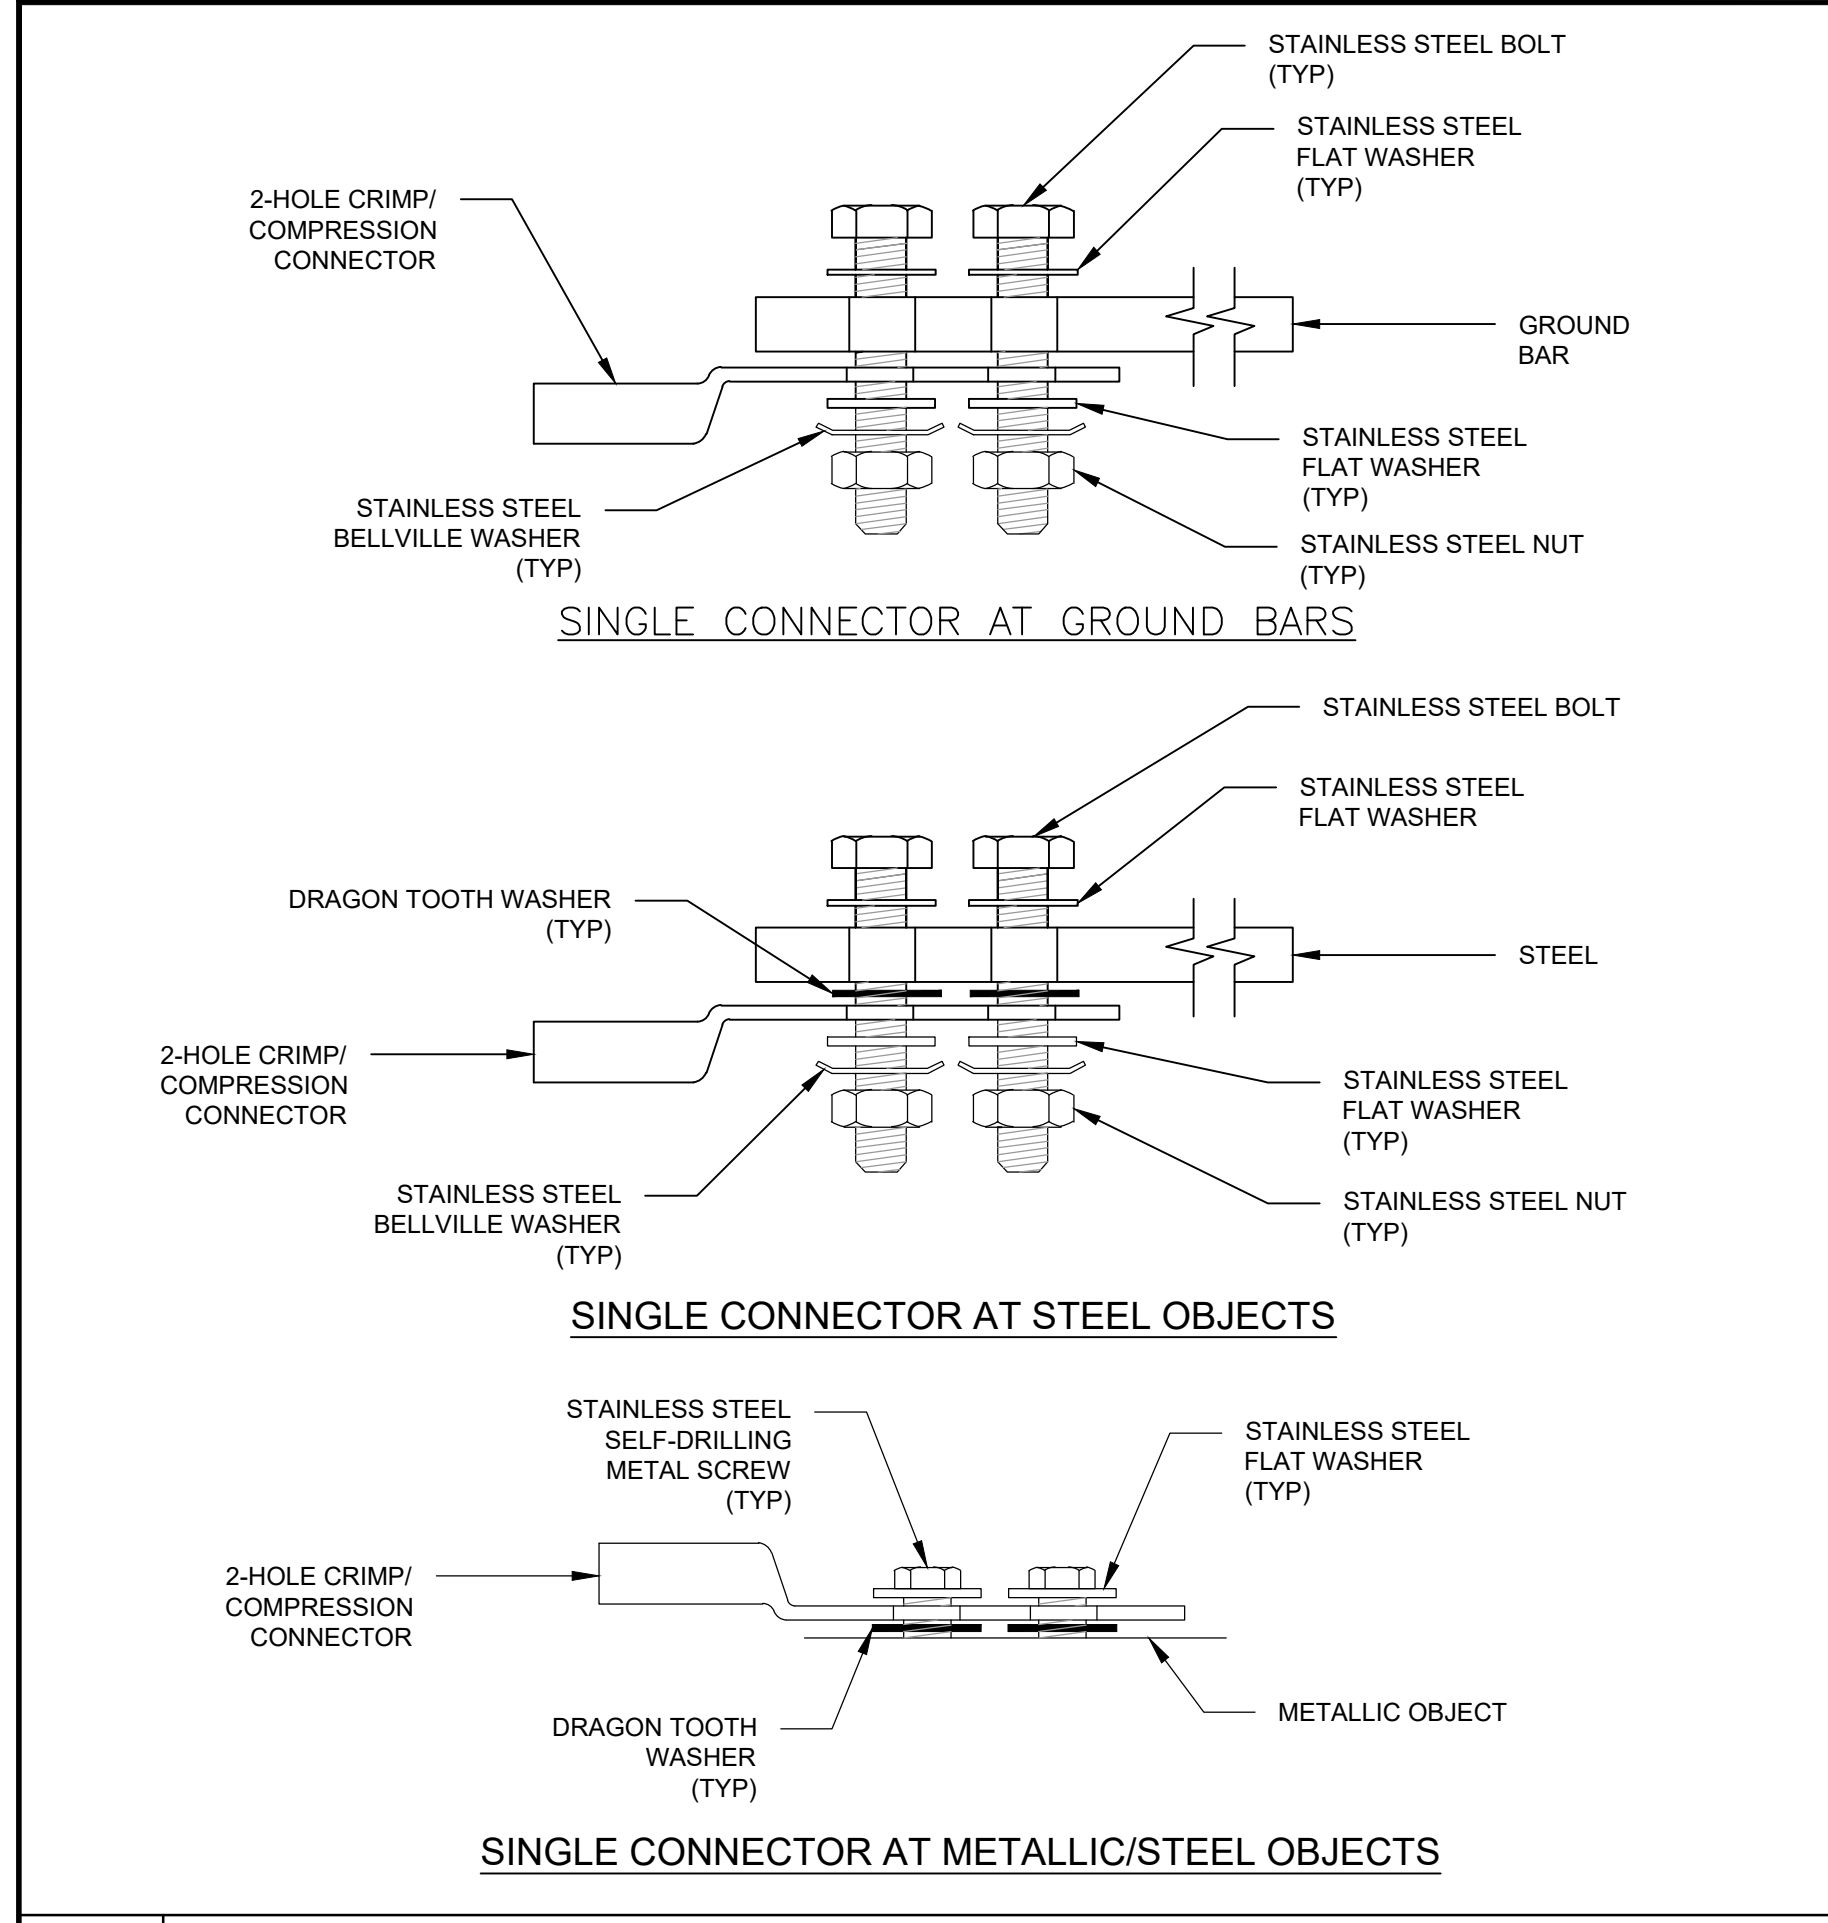 STAINLESS STEEL BOLT
(TYP)
STAINLESS STEEL
FLAT WASHER
(TYP)
2-HOLE CRIMP/
COMPRESSION
CONNECTOR
GROUND
BAR
STAINLESS STEEL
FLAT WASHER
(TYP)
STAINLESS STEEL
BELLVILLE WASHER
(TYP)
STAINLESS STEEL NUT
(TYP)
SINGLE CONNECTOR AT GROUND BARS
STAINLESS STEEL BOLT
STAINLESS STEEL
FLAT WASHER
DRAGON TOOTH WASHER
(TYP)
STEEL
2-HOLE CRIMP/
COMPRESSION
CONNECTOR
STAINLESS STEEL
FLAT WASHER
(TYP)
STAINLESS STEEL
BELLVILLE WASHER
(TYP)
STAINLESS STEEL NUT
(TYP)
SINGLE CONNECTOR AT STEEL OBJECTS
STAINLESS STEEL
SELF-DRILLING
METAL SCREW
(TYP)
STAINLESS STEEL
FLAT WASHER
(TYP)
2-HOLE CRIMP/
COMPRESSION
CONNECTOR
DRAGON TOOTH
WASHER
(TYP)
METALLIC OBJECT
SINGLE CONNECTOR AT METALLIC/STEEL OBJECTS